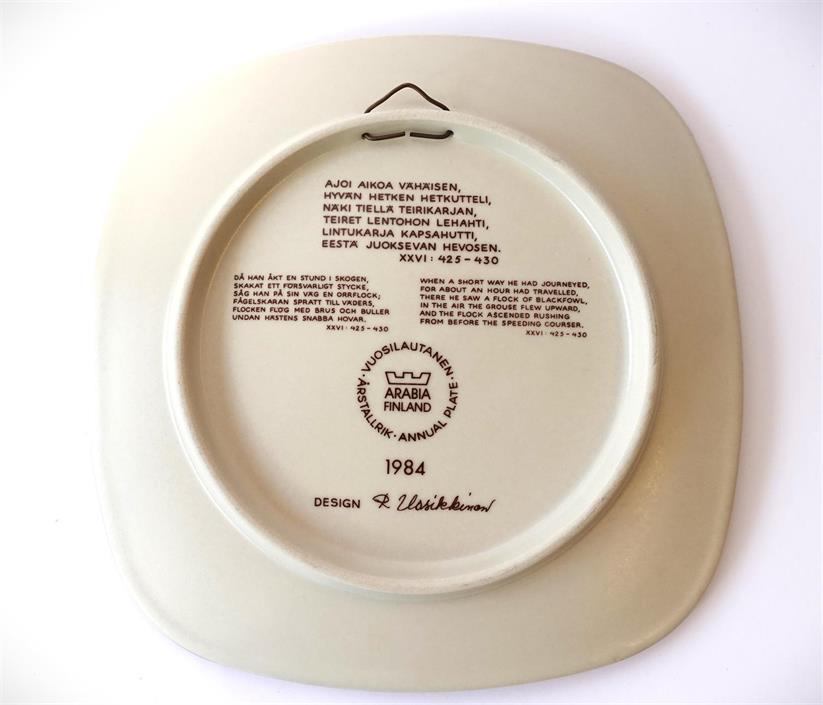 AJOI AIKOA VÄHÄISEN,
HYVÄN HETKEN HETKUTTELI,
NÄKI TIELLÄ TEIRIKARJAN,
TEIRET LENTOHON LEHAHTI,
LINTUKARJA KAPSAHUTTI,
EESTÄ JUOKSEVAN HEVOSEN.
XXVI: 425-430
DÅ HAN ÅKT EN STUND I SKOGEN,
SKAKAT ETT FÖRSVARLIGT STYCKE,
SÅG HAN PÅ SIN VÄG EN ORRFLOCK;
FÅGELSKARAN SPRATT TILL VÄDERS,
FLOCKEN FLÖG MED BRUS OCH BULLER
UNDAN HÄSTENS SNABBA HOVAR.
XXVI: 425-430
WHEN A SHORT WAY HE HAD JOURNEYED,
FOR ABOUT AN HOUR HAD TRAVELLED,
THERE HE SAW A FLOCK OF BLACKFOWL,
IN THE AIR THE GROUSE FLEW UPWARD,
AND THE FLOCK ASCENDED RUSHING
FROM BEFORE THE SPEEDING COURSER.
XXVI: 425-430
VUOSILAUTANEN · ANNUAL PLATE · ÅRSTALLRIK ·
ARABIA
FINLAND
1984
DESIGN R. Uosikkinen